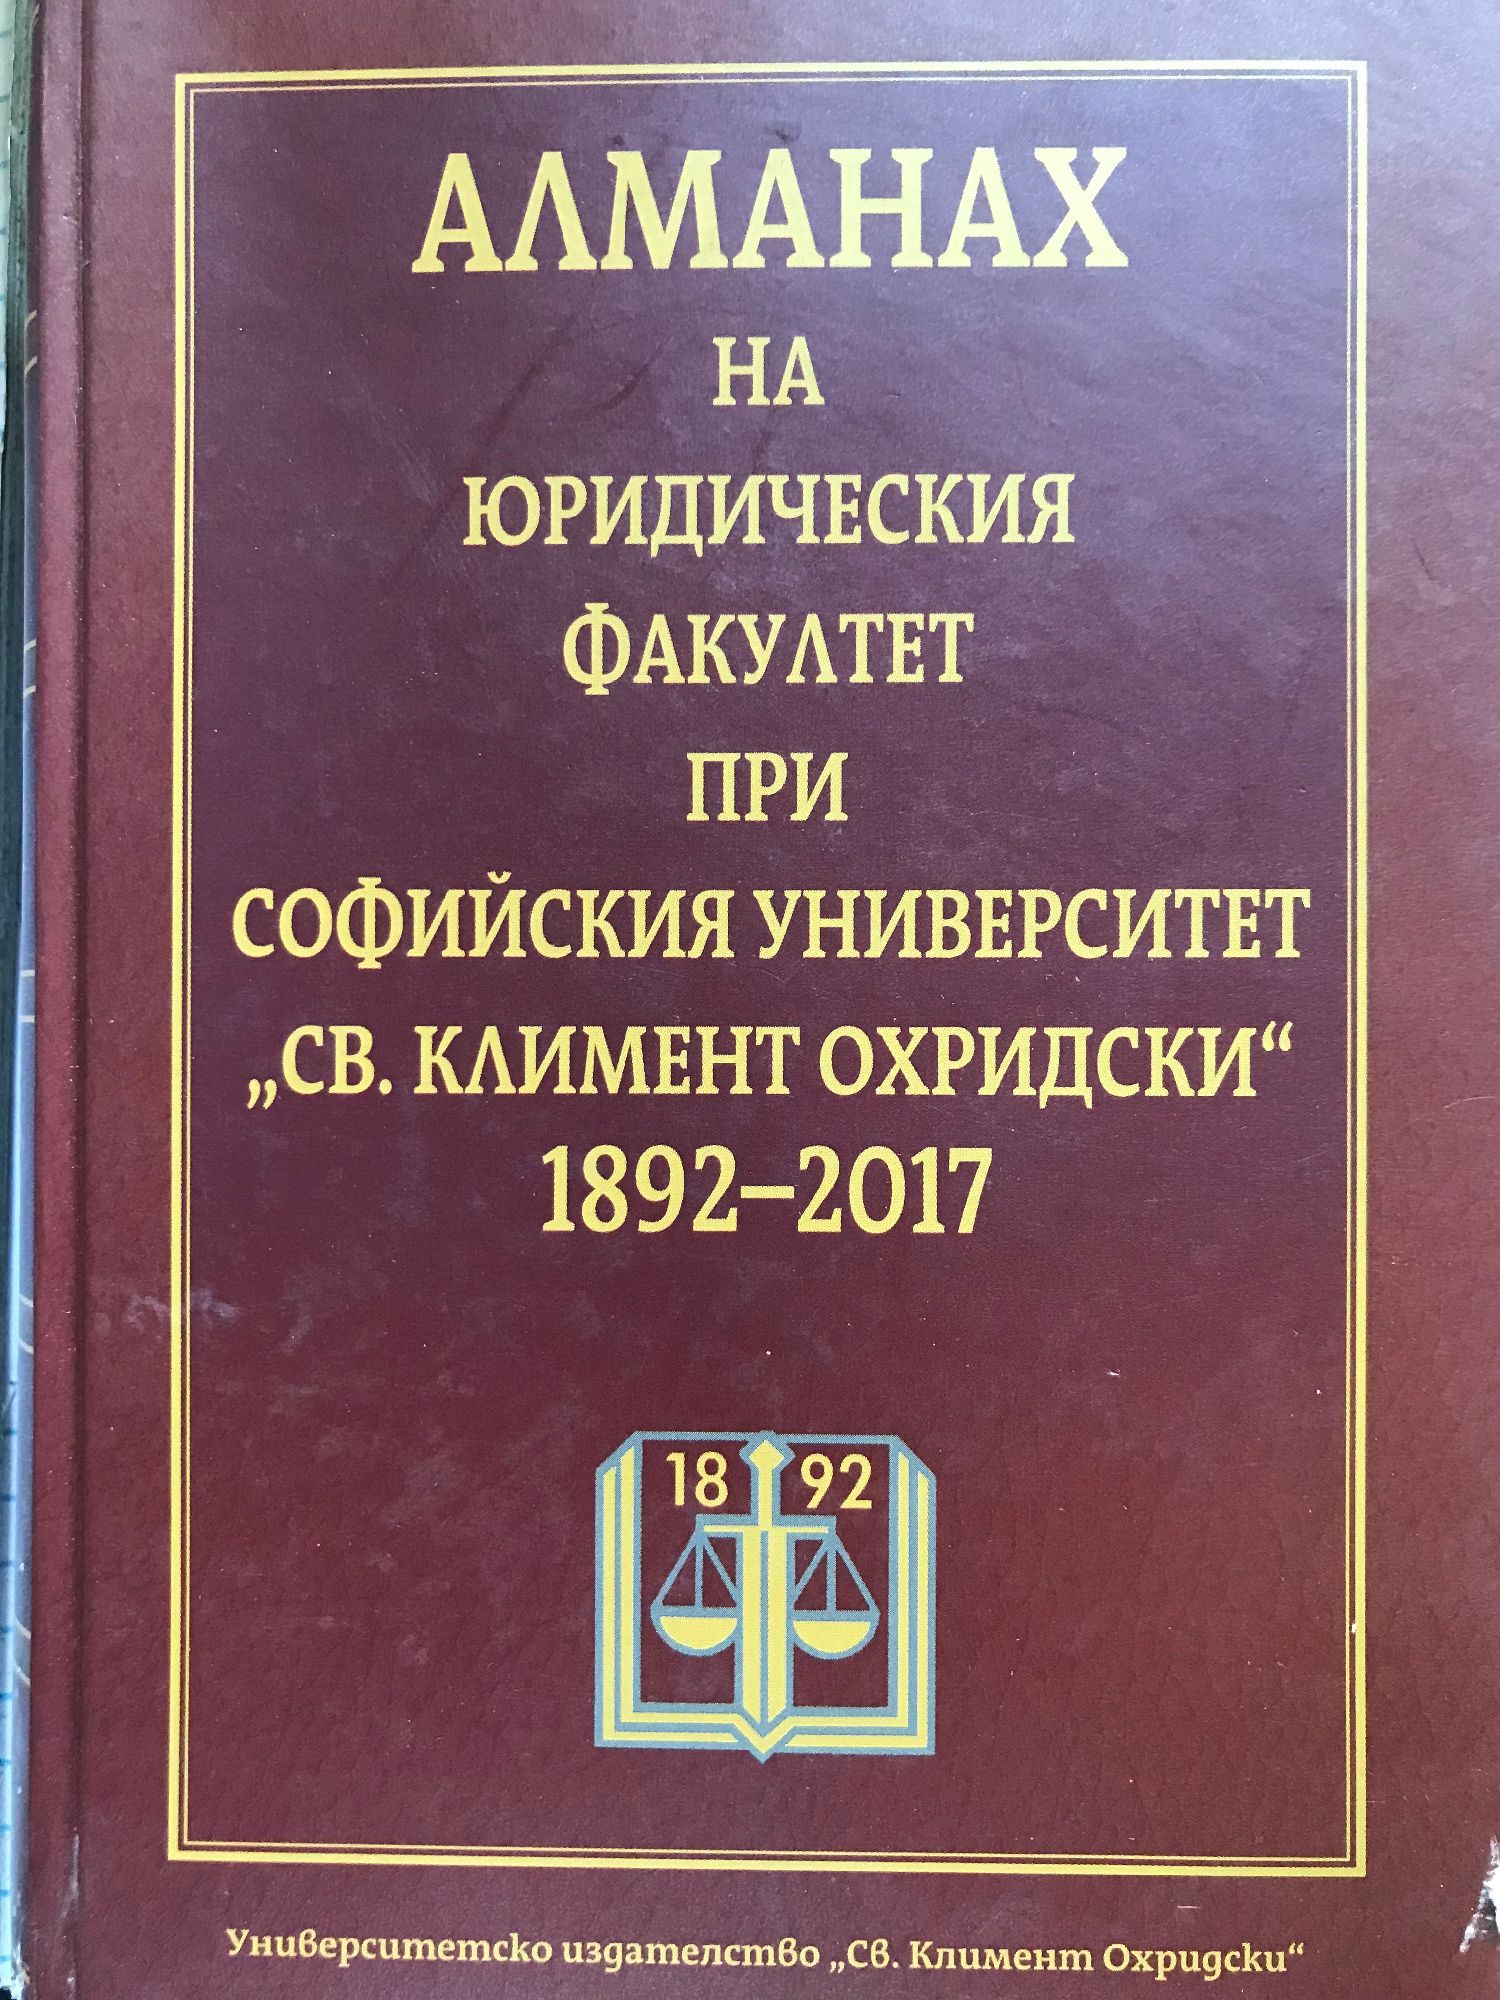 АЛМАНАХ
НА
ЮРИДИЧЕСКИЯ
ФАКУЛТЕТ
ПРИ
СОФИЙСКИЯ УНИВЕРСИТЕТ
„СВ. КЛИМЕНТ ОХРИДСКИ“
1892–2017
18 92
Университетско издателство „Св. Климент Охридски“